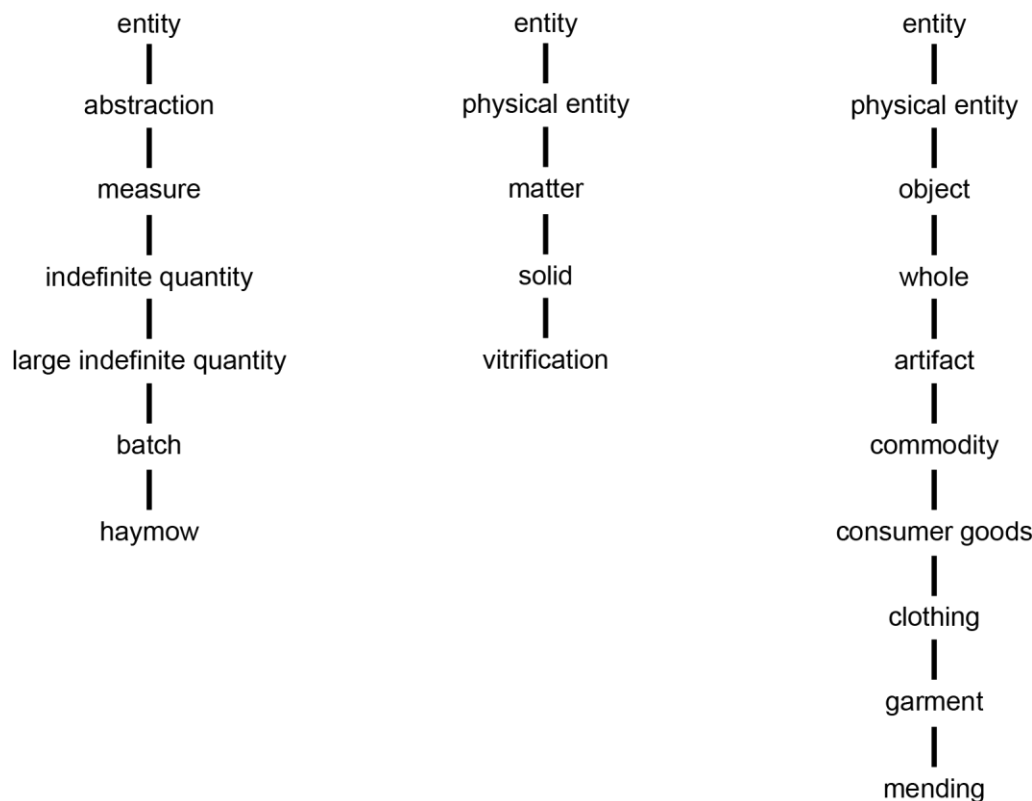 entity
abstraction
measure
indefinite quantity
large indefinite quantity
batch
haymow
entity
physical entity
matter
solid
vitrification
entity
physical entity
object
whole
artifact
commodity
consumer goods
clothing
garment
mending